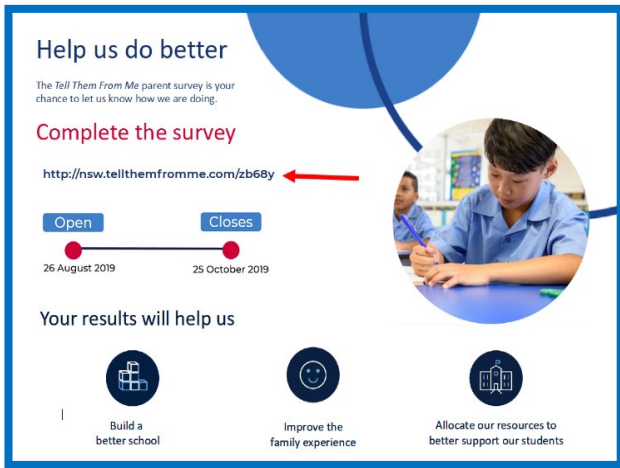 Help us do better
The Tell Them From Me parent survey is your
chance to let us know how we are doing.
Complete the survey
http://nsw.tellthemfromme.com/zb68y
Open
Closes
26 August 2019
25 October 2019
Your results will help us
Build a
better school
Improve the
family experience
Allocate our resources to
better support our students